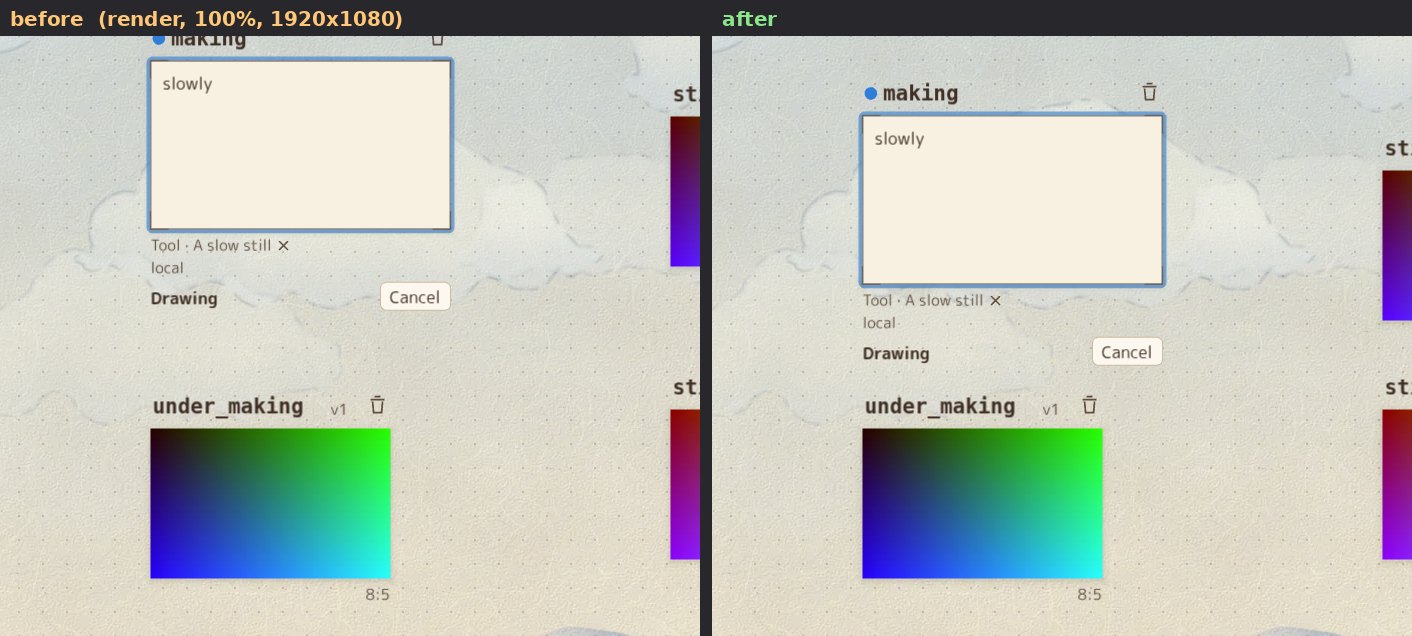 before (render, 100%, 1920x1080)
making
slowly
Tool · A slow still ×
local
Drawing
Cancel
under_making v1
8:5
after
making
slowly
Tool · A slow still ×
local
Drawing
Cancel
under_making v1
8:5